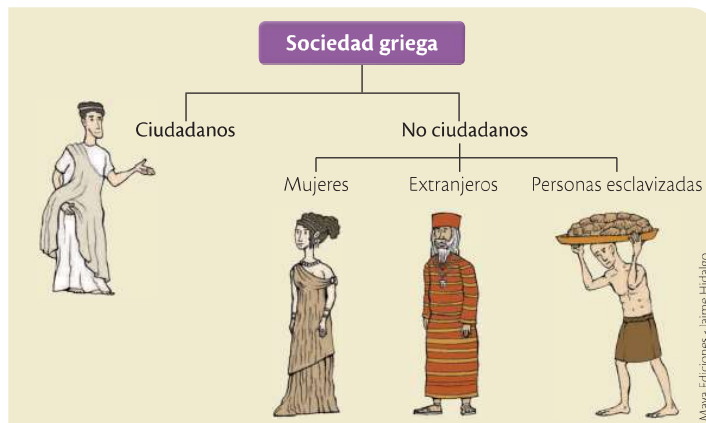 Sociedad griega
Ciudadanos
No ciudadanos
Mujeres
Extranjeros
Personas esclavizadas
Maya Ediciones - Jaime Hidalgo